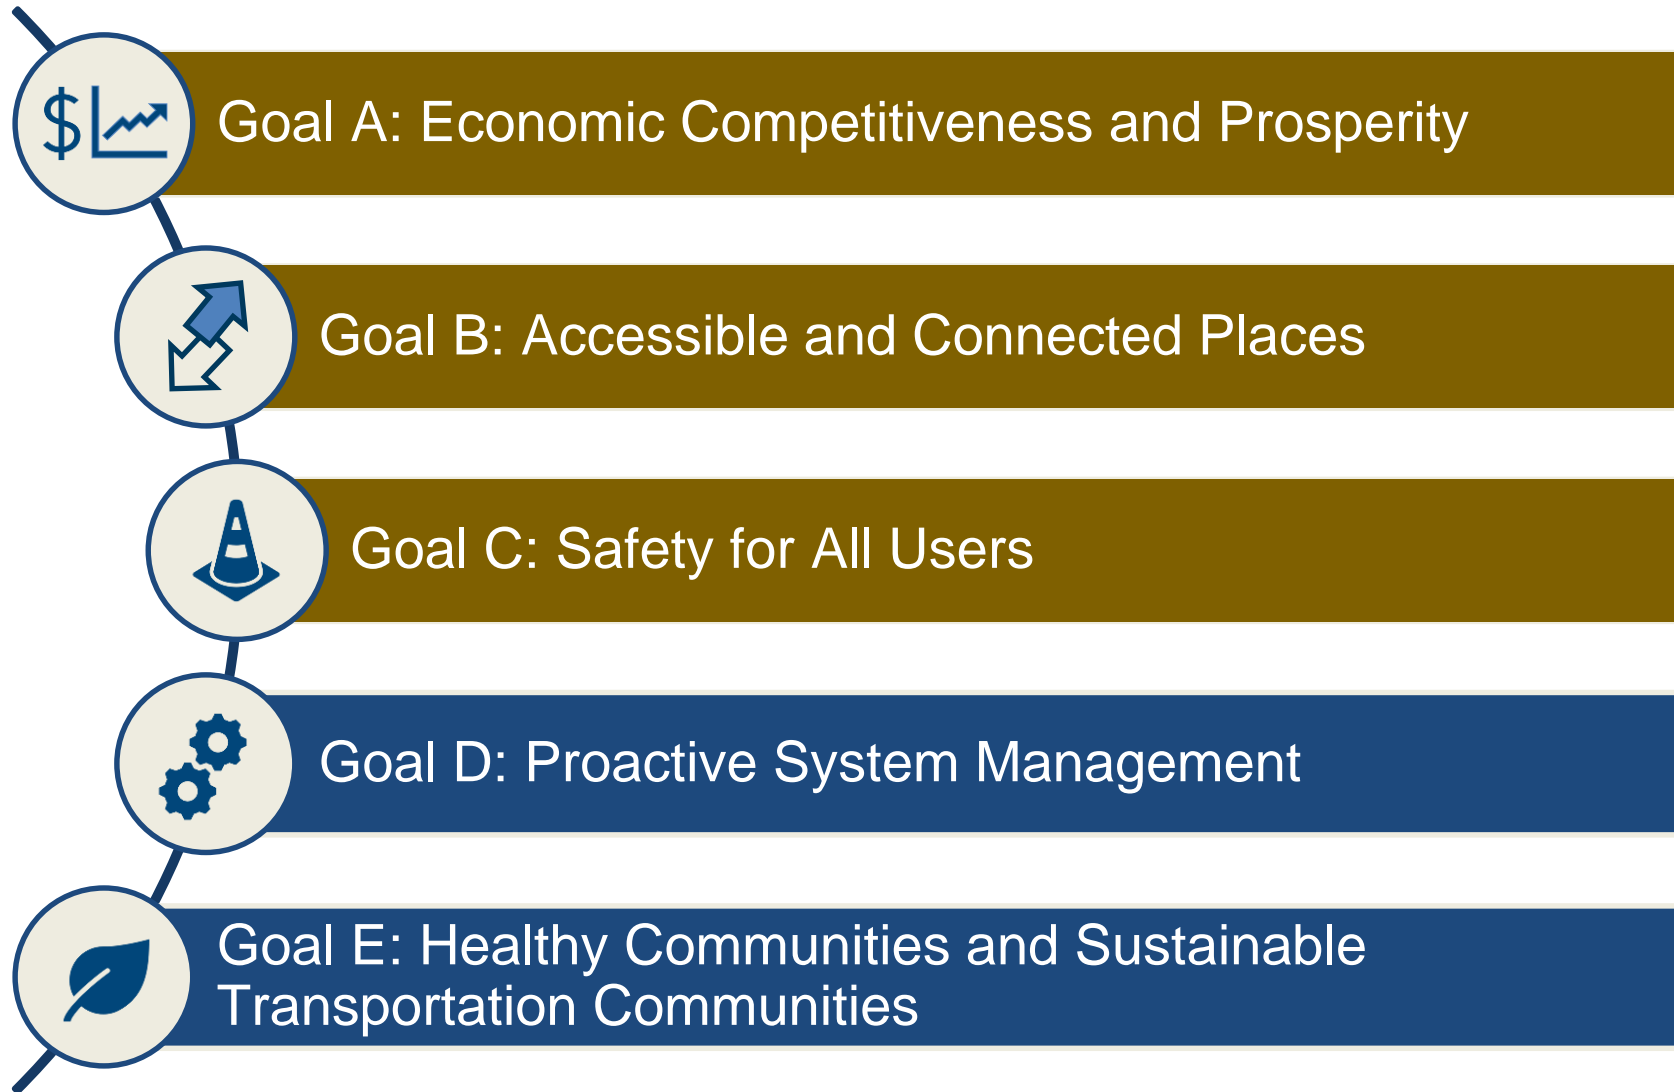 $
Goal A: Economic Competitiveness and Prosperity
Goal B: Accessible and Connected Places
Goal C: Safety for All Users
Goal D: Proactive System Management
Goal E: Healthy Communities and Sustainable
Transportation Communities